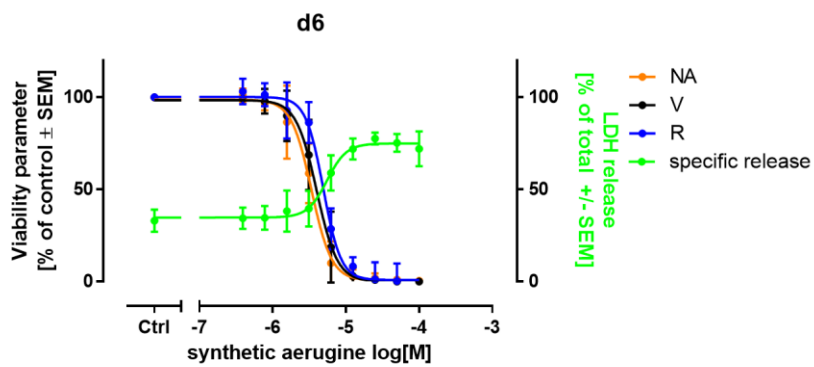 d6
Viability parameter
[% of control ± SEM]
100
50
0
Ctrl
-7
-6
-5
-4
-3
synthetic aerugine log[M]
100
50
0
LDH release
[% of total +/- SEM]
NA
V
R
specific release